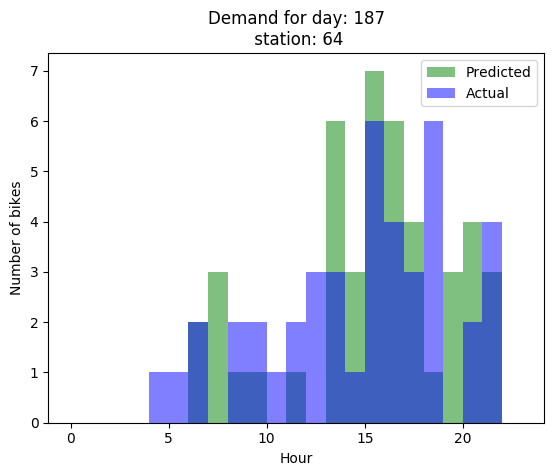 Demand for day: 187
station: 64
Predicted
Actual
Number of bikes
7
6
5
4
3
2
1
0
0 5 10 15 20
Hour